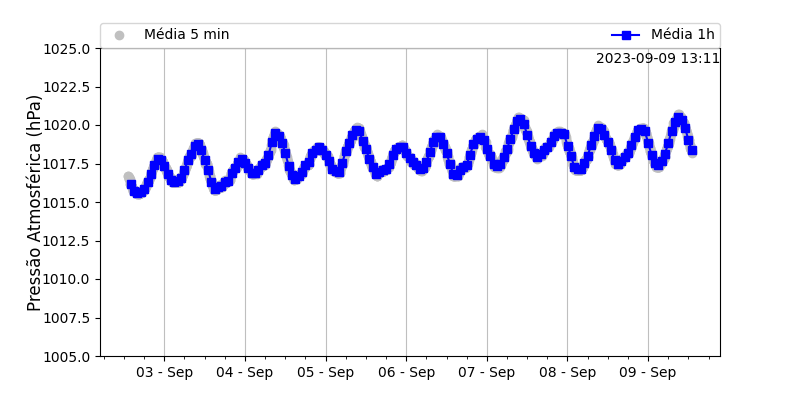 Média 5 min
Média 1h
2023-09-09 13:11
Pressão Atmosférica (hPa)
1025.0
1022.5
1020.0
1017.5
1015.0
1012.5
1010.0
1007.5
1005.0
03 - Sep
04 - Sep
05 - Sep
06 - Sep
07 - Sep
08 - Sep
09 - Sep